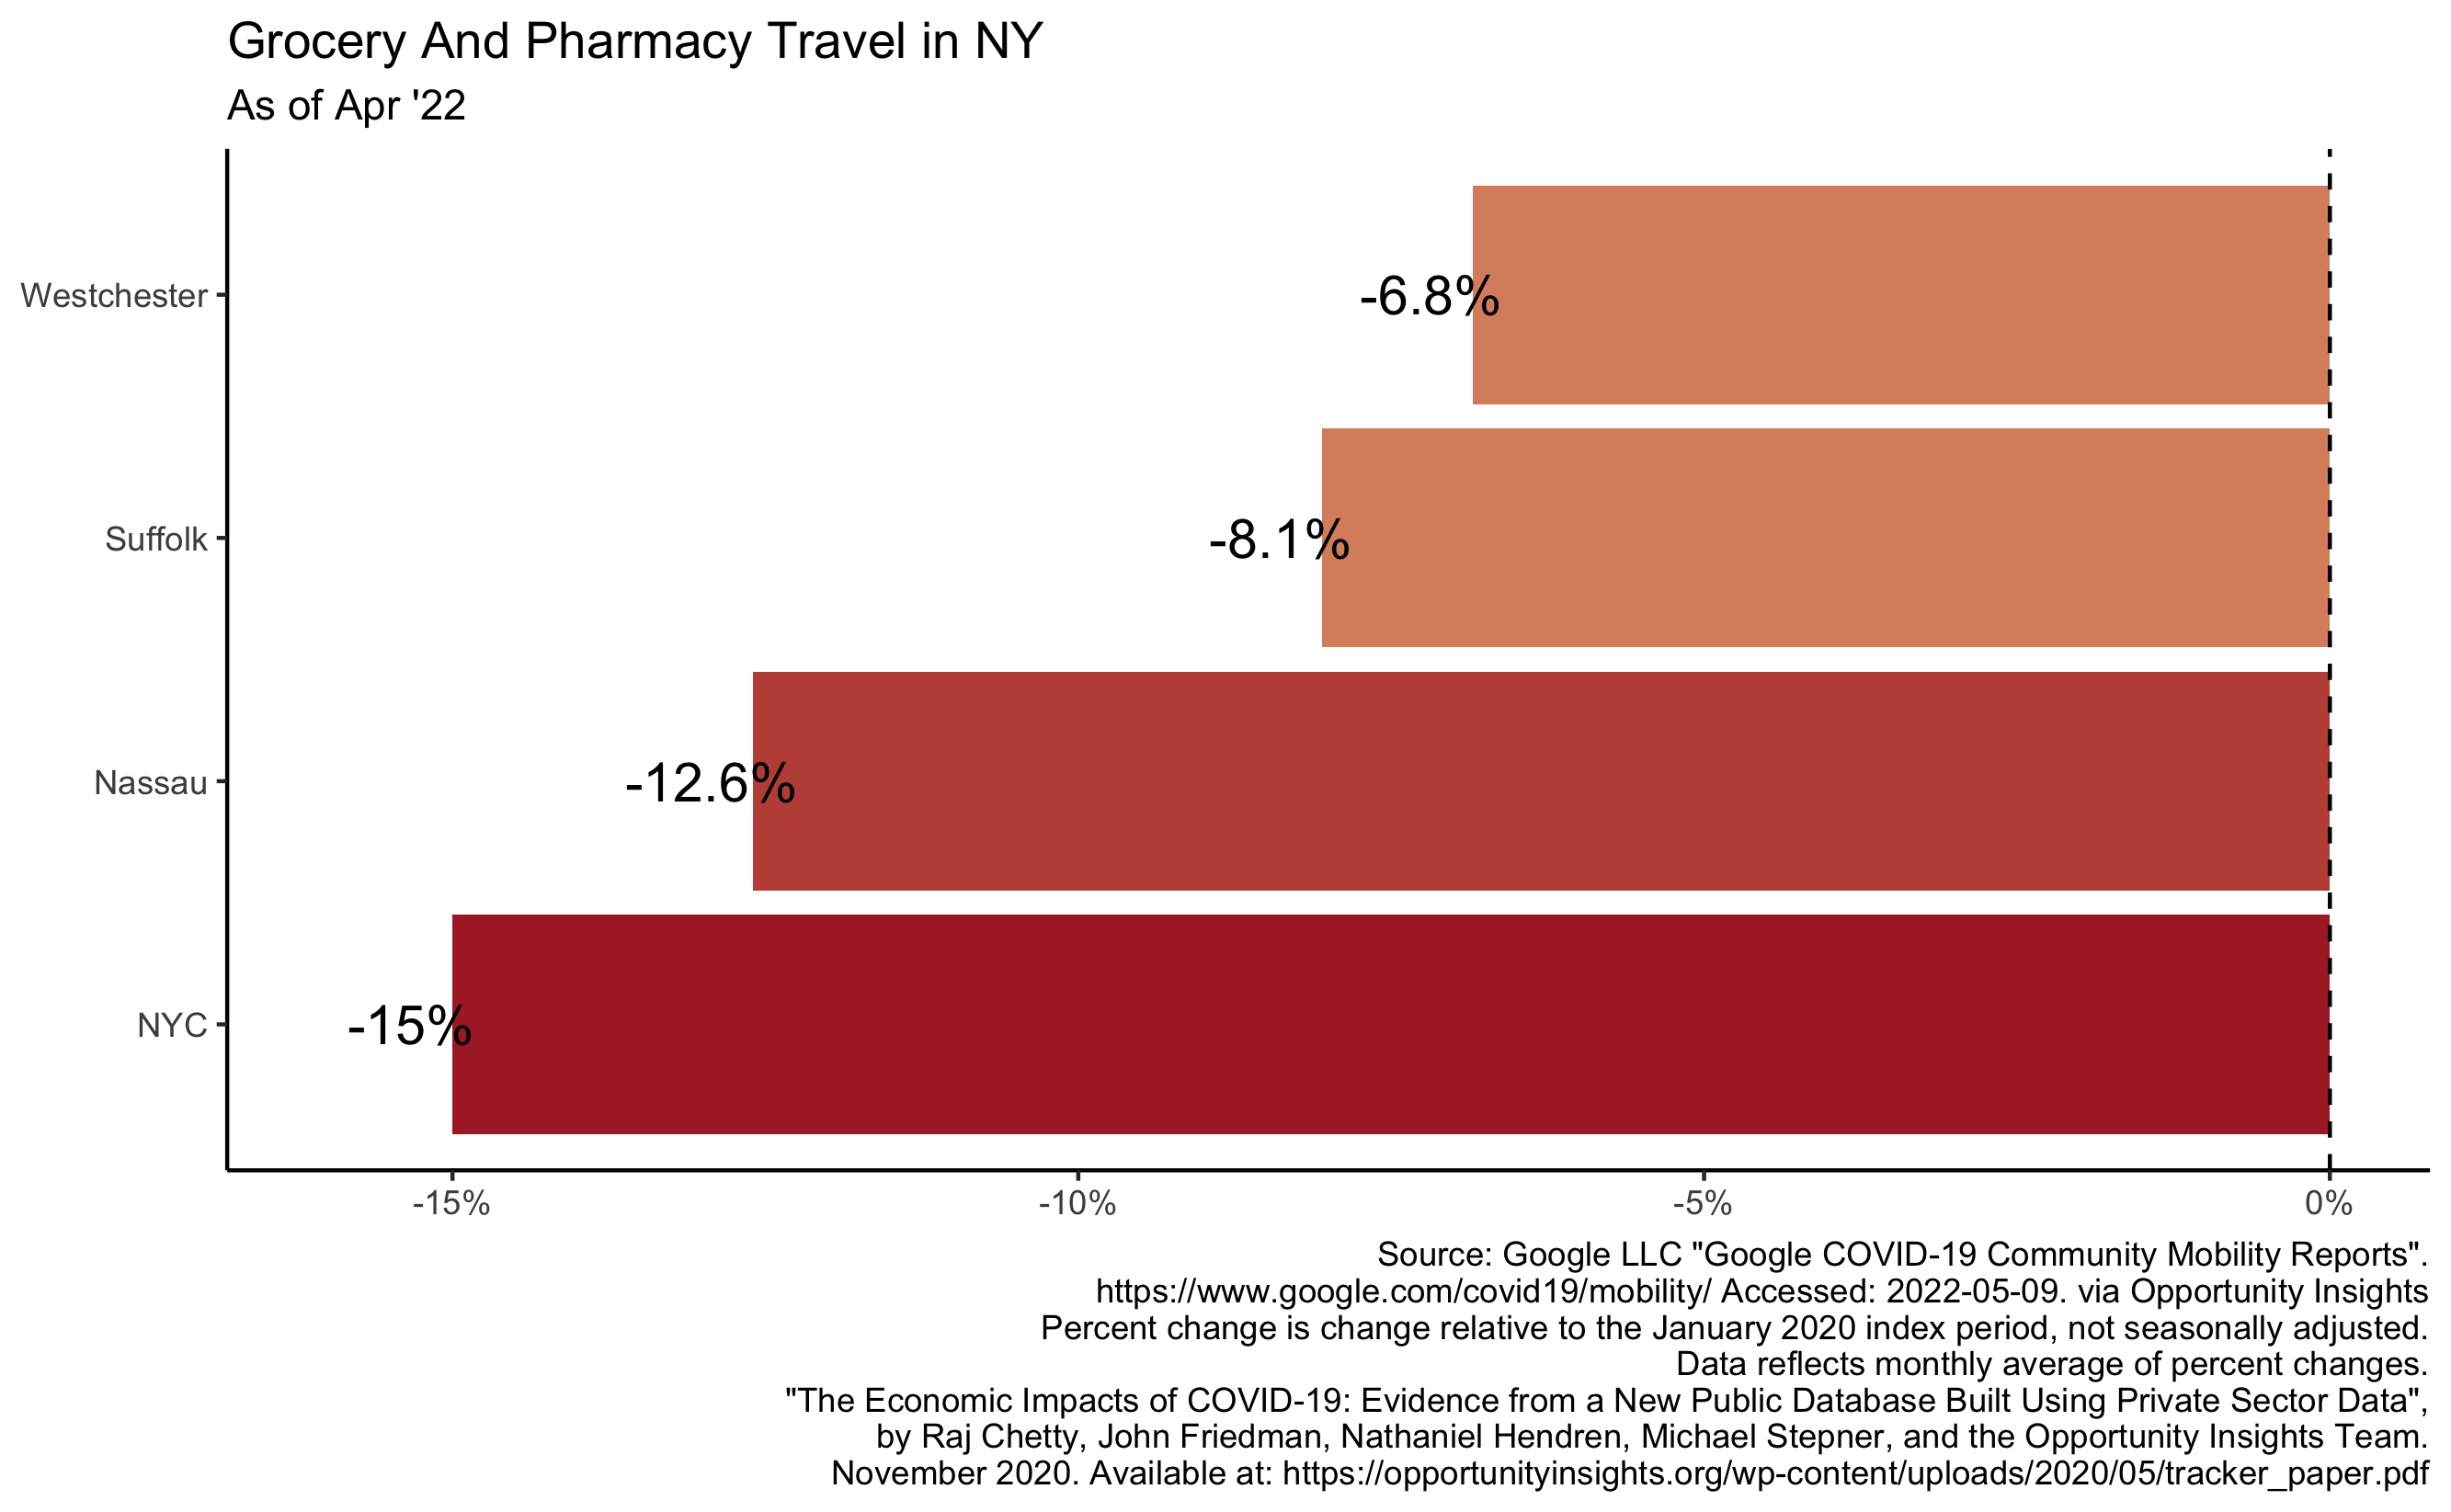 Grocery And Pharmacy Travel in NY
As of Apr '22
Westchester
-6.8%
Suffolk
-8.1%
Nassau
-12.6%
NYC
-15%
-15%
-10%
-5%
0%
Source: Google LLC "Google COVID-19 Community Mobility Reports".
https://www.google.com/covid19/mobility/ Accessed: 2022-05-09. via Opportunity Insights
Percent change is change relative to the January 2020 index period, not seasonally adjusted.
Data reflects monthly average of percent changes.
"The Economic Impacts of COVID-19: Evidence from a New Public Database Built Using Private Sector Data",
by Raj Chetty, John Friedman, Nathaniel Hendren, Michael Stepner, and the Opportunity Insights Team.
November 2020. Available at: https://opportunityinsights.org/wp-content/uploads/2020/05/tracker_paper.pdf